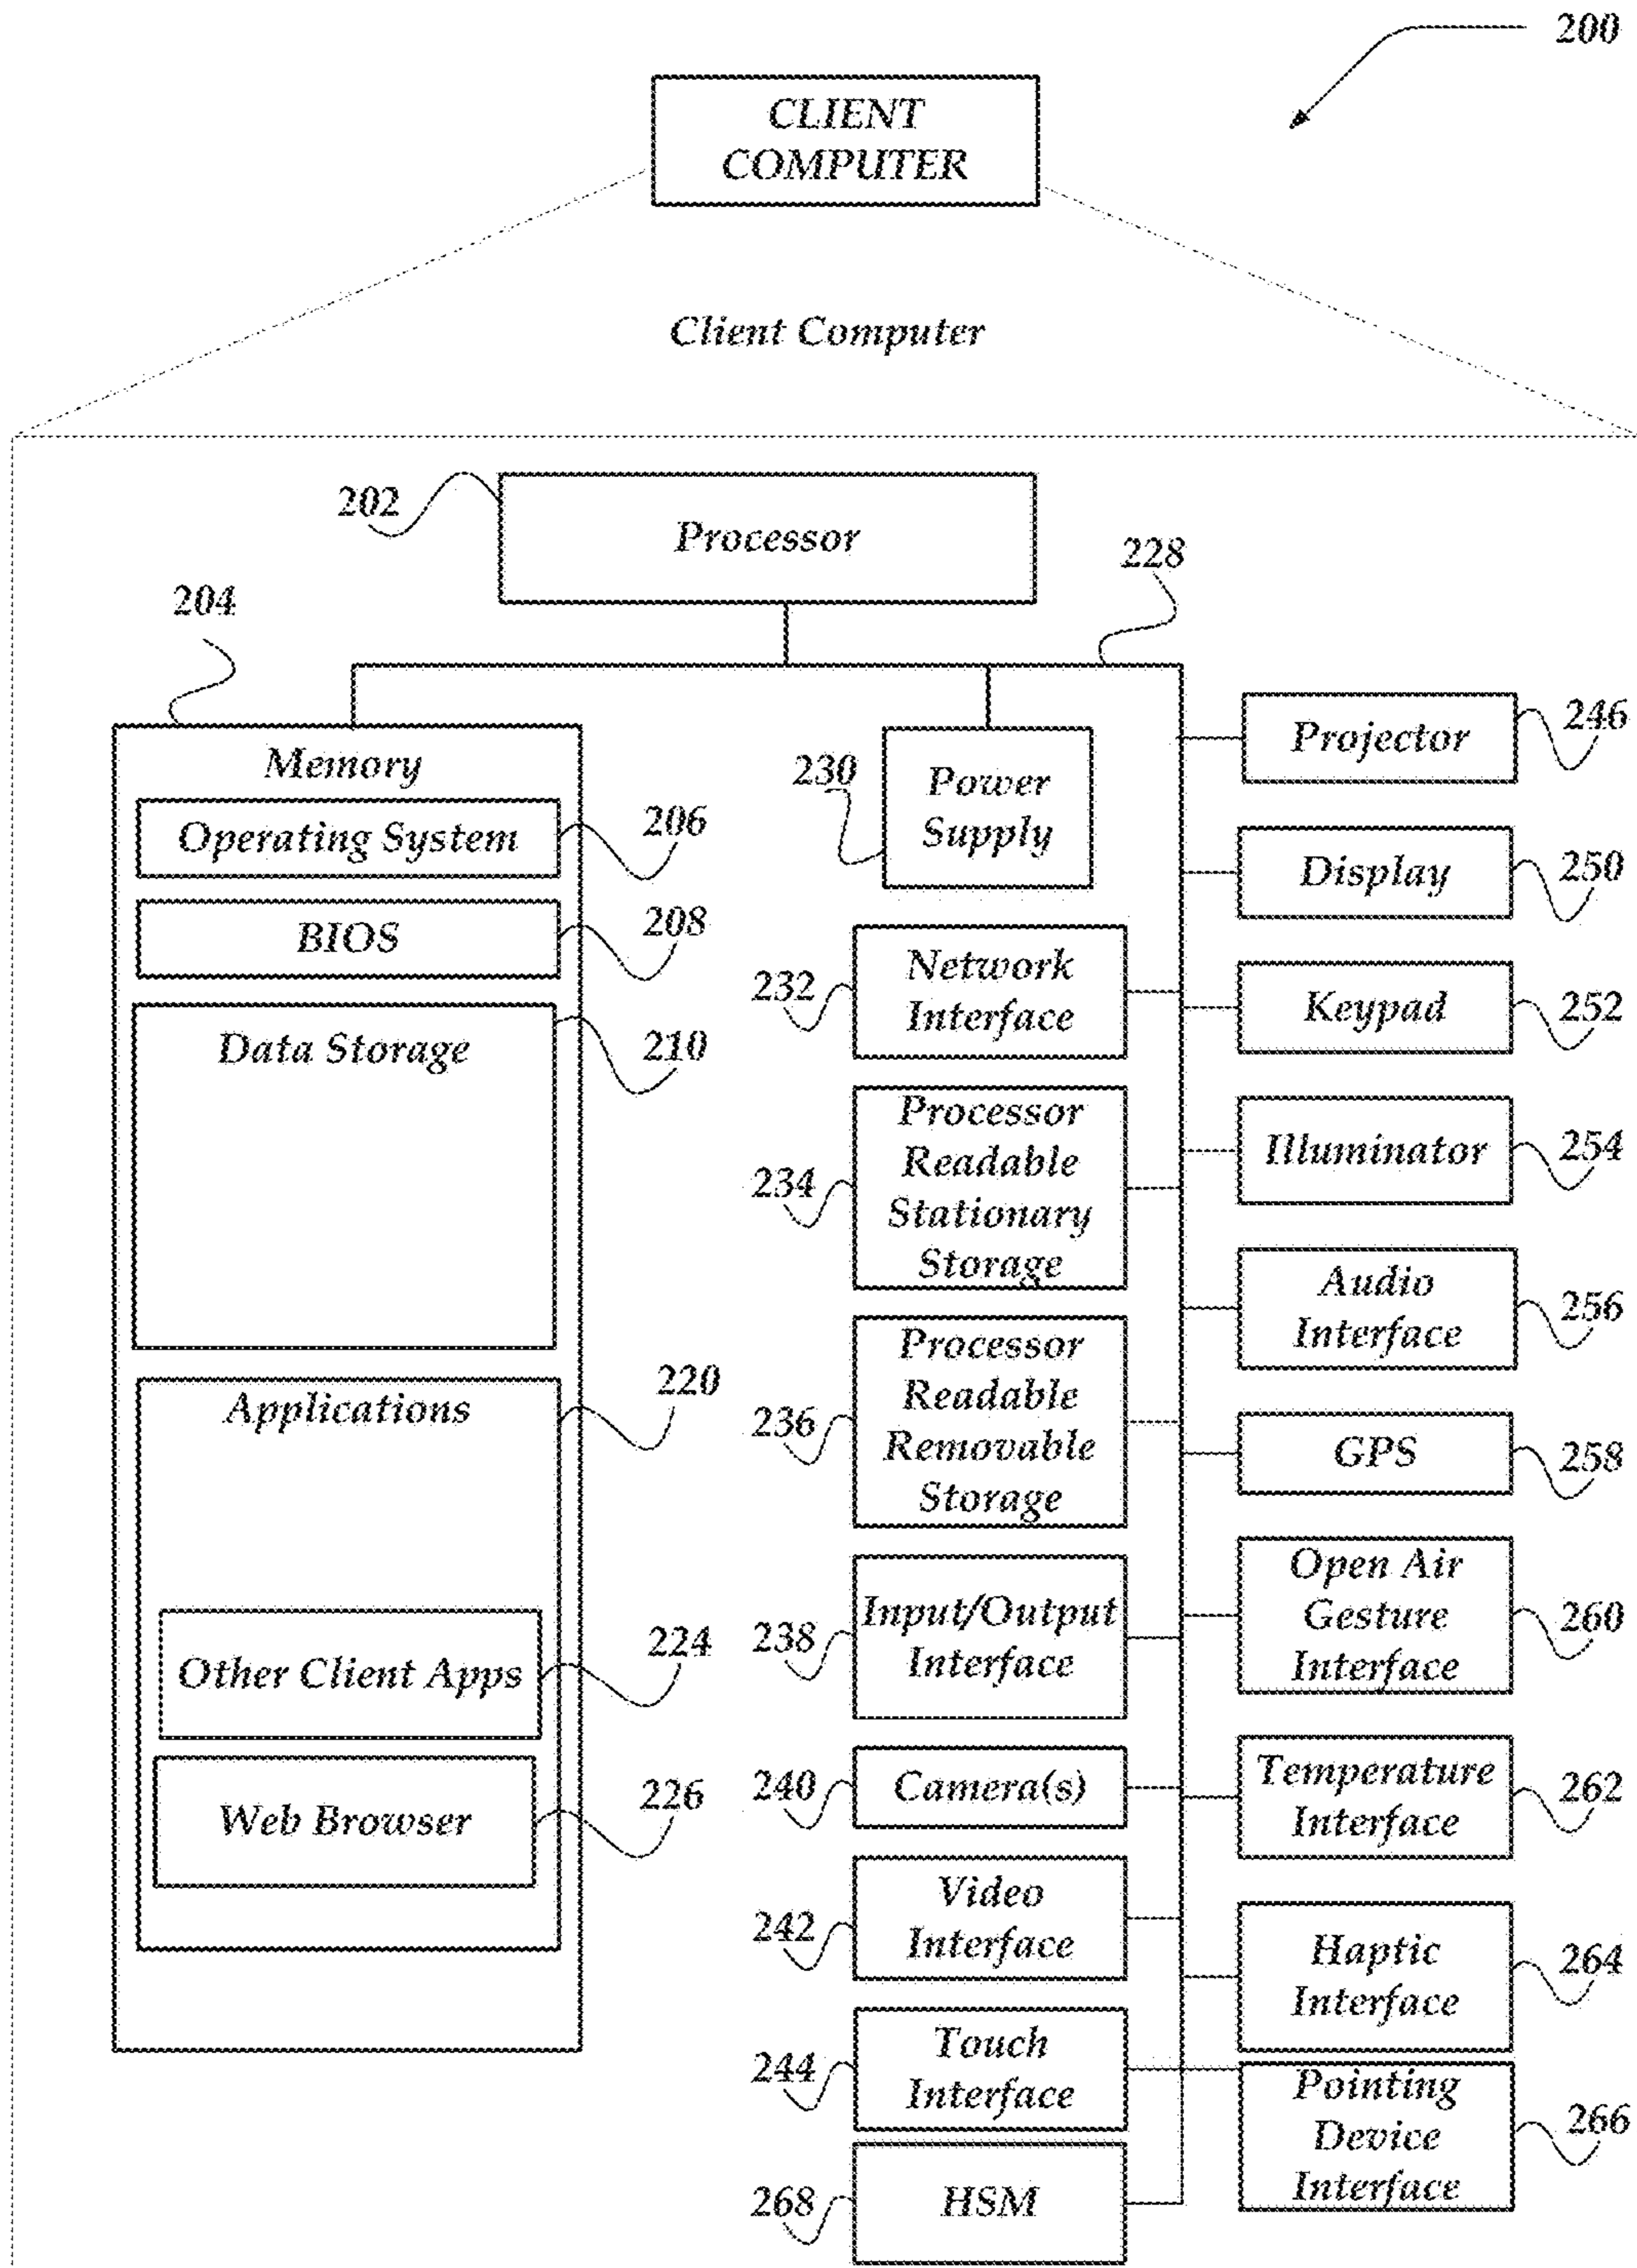 200
CLIENT
COMPUTER
Client Computer
202
Processor
228
204
Memory
Operating System
206
BIOS
208
Data Storage
210
Applications
220
Other Client Apps
224
Web Browser
226
230
Power
Supply
232
Network
Interface
234
Processor
Readable
Stationary
Storage
236
Processor
Readable
Removable
Storage
238
Input/Output
Interface
240
Camera(s)
242
Video
Interface
244
Touch
Interface
268
HSM
Projector
246
Display
250
Keypad
252
Illuminator
254
Audio
Interface
256
GPS
258
Open Air
Gesture
Interface
260
Temperature
Interface
262
Haptic
Interface
264
Pointing
Device
Interface
266